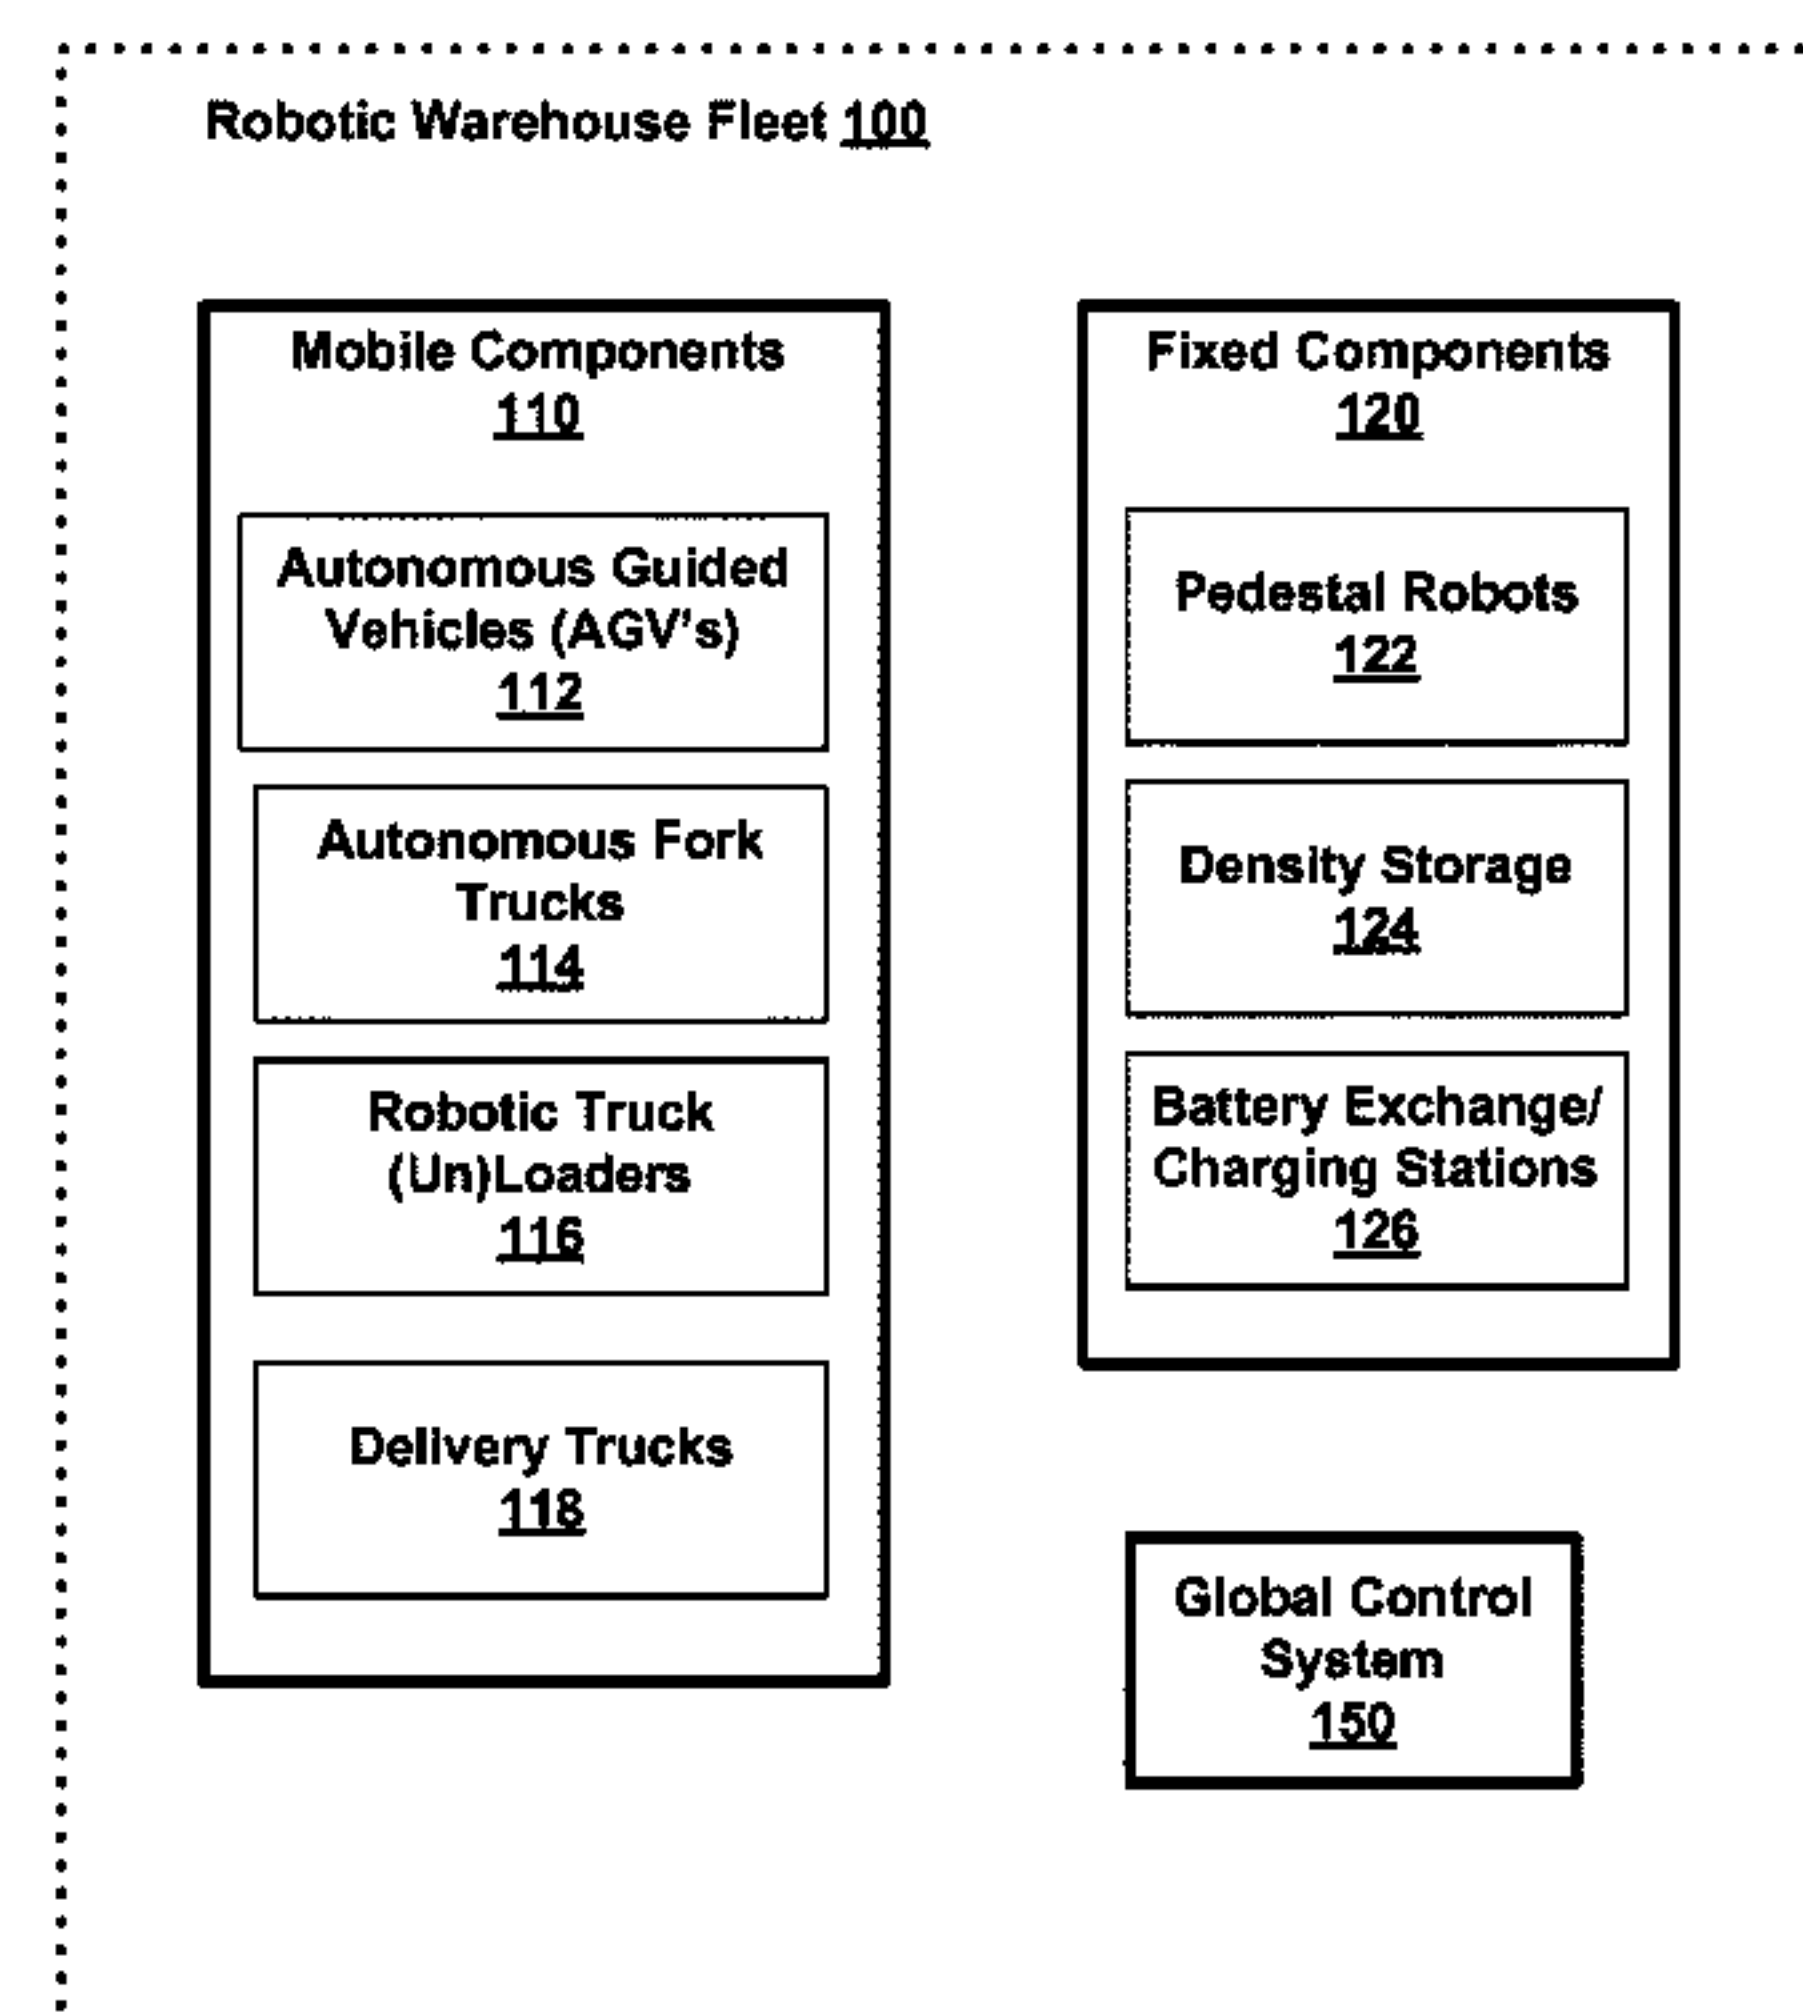 Robotic Warehouse Fleet 100
Mobile Components
110
Autonomous Guided
Vehicles (AGV's)
112
Autonomous Fork
Trucks
114
Robotic Truck
(Un)Loaders
116
Delivery Trucks
118
Fixed Components
120
Pedestal Robots
122
Density Storage
124
Battery Exchange/
Charging Stations
126
Global Control
System
150